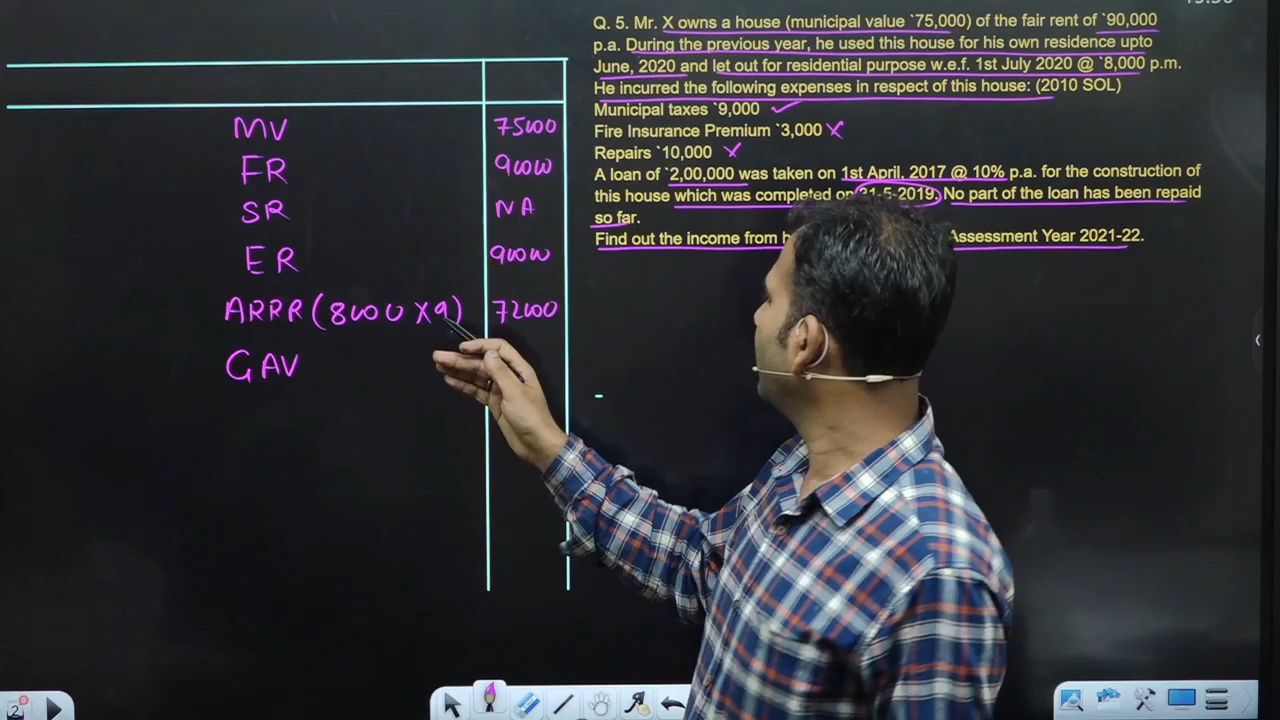 Q. 5. Mr. X owns a house (municipal value `75,000) of the fair rent of `90,000
p.a. During the previous year, he used this house for his own residence upto
June, 2020 and let out for residential purpose w.e.f. 1st July 2020 @ `8,000 p.m.
He incurred the following expenses in respect of this house: (2010 SOL)
Municipal taxes `9,000
Fire Insurance Premium `3,000
Repairs `10,000
A loan of `2,00,000 was taken on 1st April, 2017 @ 10% p.a. for the construction of
this house which was completed on 31-5-2019. No part of the loan has been repaid
so far.
Find out the income from Assessment Year 2021-22.
MV 75000
FR 90000
SR NA
ER 90000
ARRR (8000 X 9) 72000
GAV
2